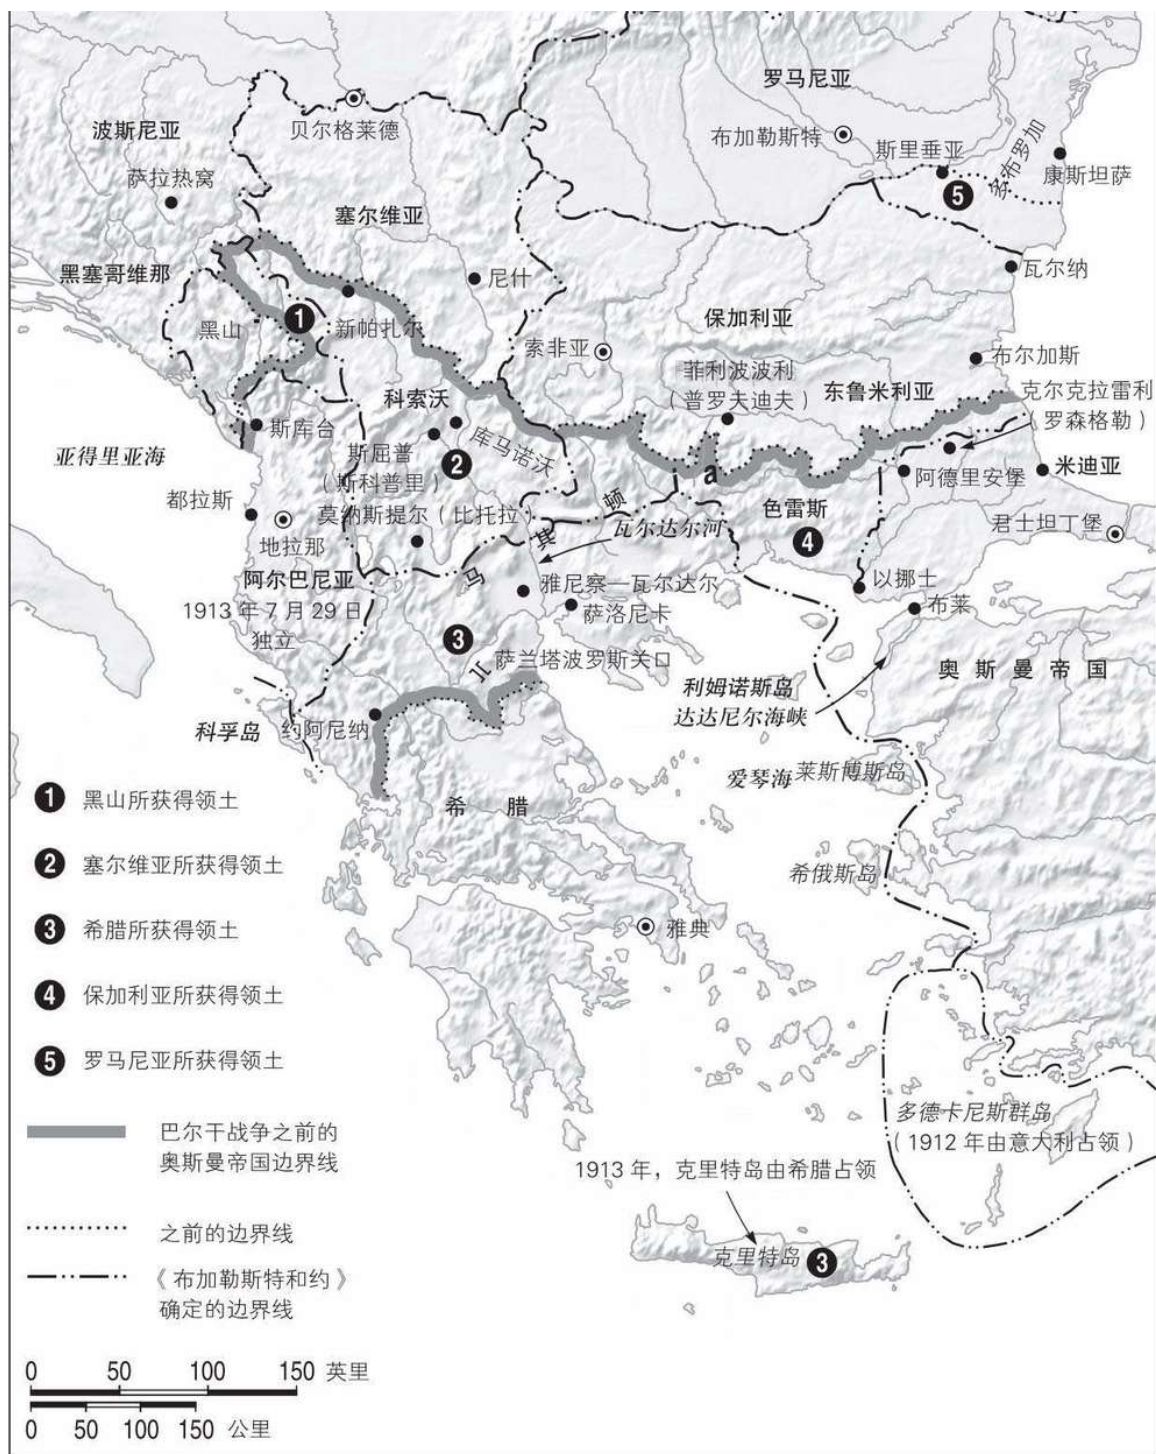 罗马尼亚
波斯尼亚
贝尔格莱德
布加勒斯特
斯里垂亚
多布罗加
康斯坦萨
萨拉热窝
5
塞尔维亚
黑塞哥维那
尼什
瓦尔纳
黑山
1
新帕扎尔
保加利亚
索非亚
布尔加斯
菲利波波利
（普罗夫迪夫）
东鲁米利亚
克尔克拉雷利
（罗森格勒）
科索沃
斯库台
亚得里亚海
斯屈普
（斯科普里）
2
库马诺沃
a
阿德里安堡
米迪亚
都拉斯
莫纳斯提尔（比托拉）
马
其
顿
瓦尔达尔河
色雷斯
4
君士坦丁堡
地拉那
阿尔巴尼亚
1913 年 7 月 29 日
独立
雅尼察—瓦尔达尔
萨洛尼卡
以挪士
布莱
3
萨兰塔波罗斯关口
奥斯曼帝国
利姆诺斯岛
达达尼尔海峡
科孚岛
约阿尼纳
爱琴海
莱斯博斯岛
希腊
希俄斯岛
雅典
1 黑山所获得领土
2 塞尔维亚所获得领土
3 希腊所获得领土
4 保加利亚所获得领土
5 罗马尼亚所获得领土
巴尔干战争之前的
奥斯曼帝国边界线
之前的边界线
《布加勒斯特和约》
确定的边界线
多德卡尼斯群岛
（1912 年由意大利占领）
1913 年，克里特岛由希腊占领
克里特岛
3
0 50 100 150 英里
0 50 100 150 公里